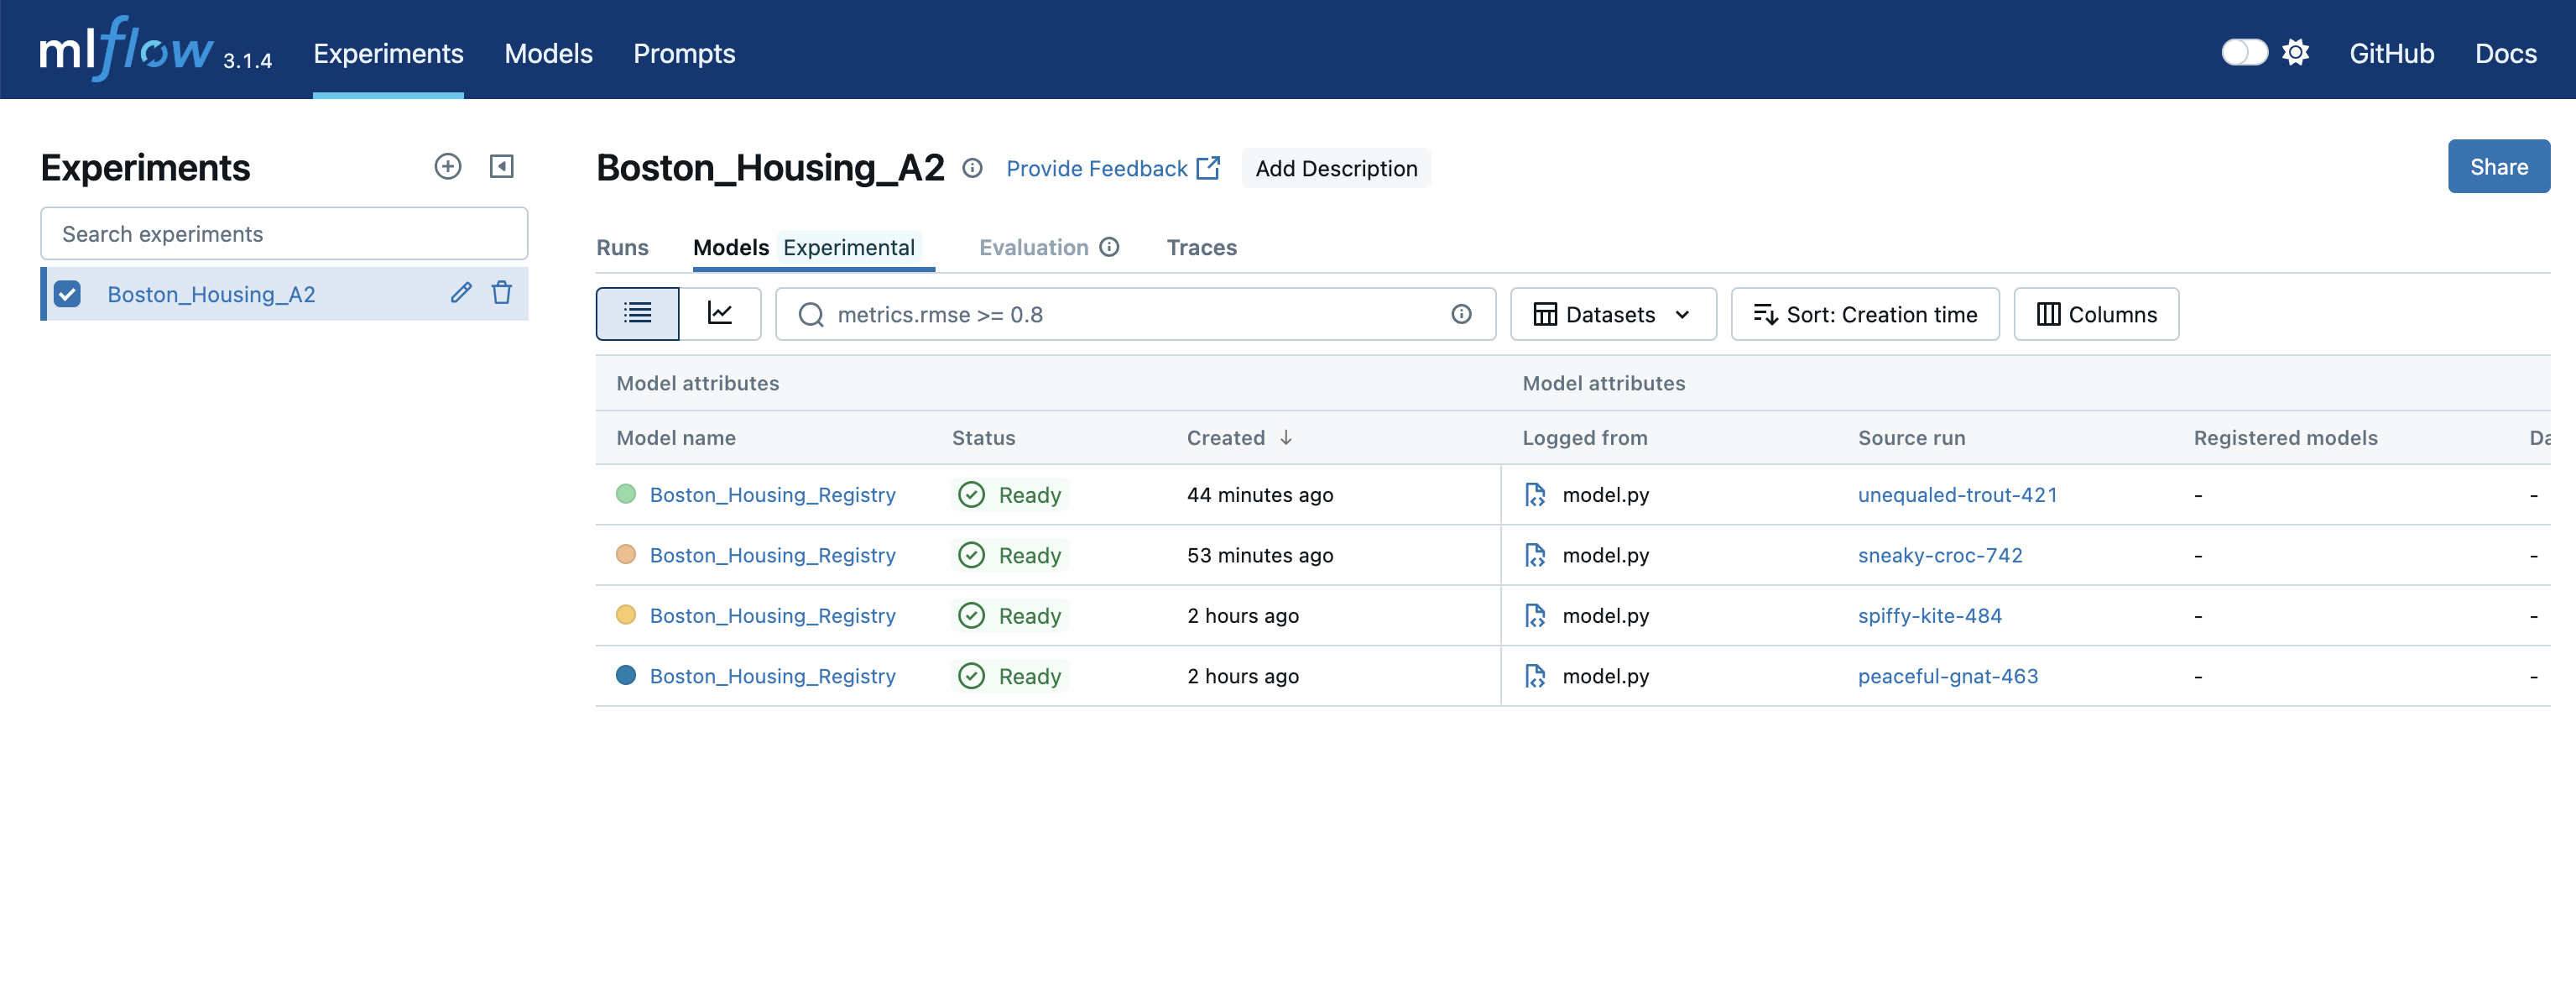 mlflow 3.1.4 Experiments Models Prompts GitHub Docs
Experiments
Search experiments
Boston_Housing_A2
Boston_Housing_A2 Provide Feedback Add Description Share
Runs Models Experimental Evaluation Traces
metrics.rmse >= 0.8 Datasets Sort: Creation time Columns
Model attributes Model attributes
Model name Status Created Logged from Source run Registered models Da
Boston_Housing_Registry Ready 44 minutes ago model.py unequaled-trout-421 - -
Boston_Housing_Registry Ready 53 minutes ago model.py sneaky-croc-742 - -
Boston_Housing_Registry Ready 2 hours ago model.py spiffy-kite-484 - -
Boston_Housing_Registry Ready 2 hours ago model.py peaceful-gnat-463 - -